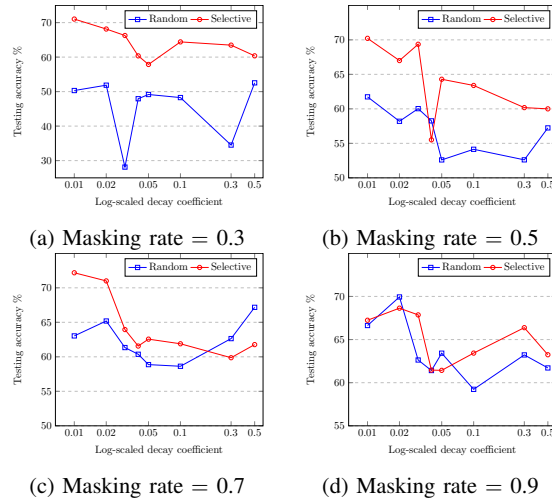 Random Selective
Testing accuracy %
70
60
50
40
30
0.01 0.02 0.05 0.1 0.3 0.5
Log-scaled decay coefficient
(a) Masking rate = 0.3
Random Selective
Testing accuracy %
70
65
60
55
50
0.01 0.02 0.05 0.1 0.3 0.5
Log-scaled decay coefficient
(b) Masking rate = 0.5
Random Selective
Testing accuracy %
70
65
60
55
50
0.01 0.02 0.05 0.1 0.3 0.5
Log-scaled decay coefficient
(c) Masking rate = 0.7
Random Selective
Testing accuracy %
70
65
60
55
0.01 0.02 0.05 0.1 0.3 0.5
Log-scaled decay coefficient
(d) Masking rate = 0.9